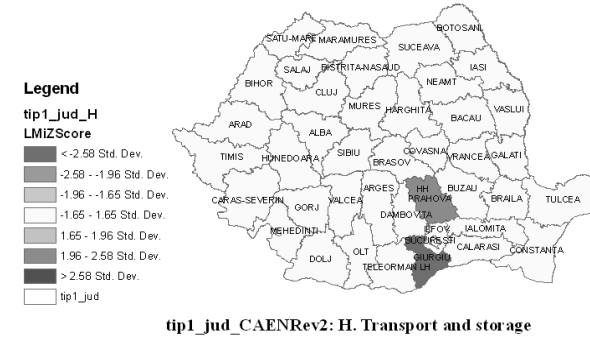 BOTOSANI
SATU-MARE MARAMURES
SUCEAVA
SALAJ BISTRITA-NASAUD IASI
BIHOR CLUJ NEAMT
MURES HARGHITA BACAU VASLUI
ARAD ALBA
TIMIS HUNEDOARA SIBIU BRASOV COVASNA VRANCEA GALATI
CARAS-SEVERIN GORJ VALCEA ARGES HH PRAHOVA BUZAU BRAILA TULCEA
MEHEDINTI DAMBOVITA ILFOV IALOMITA
BUCURESTI CALARASI CONSTANTA
DOLJ OLT TELEORMAN LH GIURGIU
Legend
tip1_jud_H
LMiZScore
< -2.58 Std. Dev.
-2.58 - -1.96 Std. Dev.
-1.96 - -1.65 Std. Dev.
-1.65 - 1.65 Std. Dev.
1.65 - 1.96 Std. Dev.
1.96 - 2.58 Std. Dev.
> 2.58 Std. Dev.
tip1_jud
tip1_jud_CAENRev2: H. Transport and storage